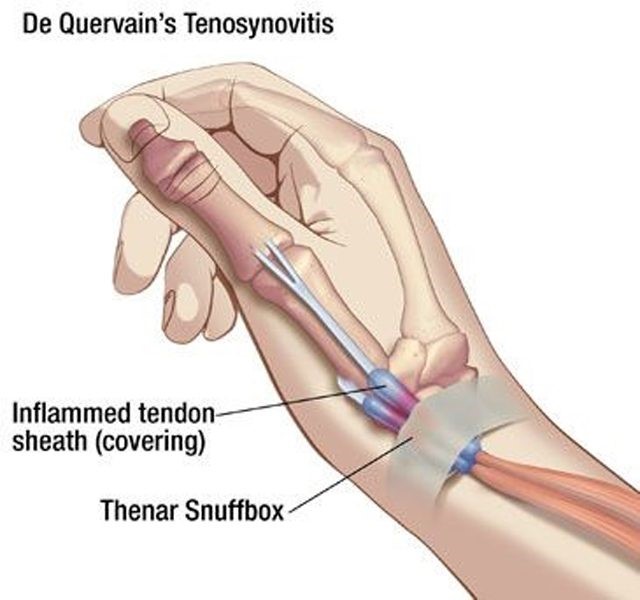 De Quervain's Tenosynovitis
Inflammed tendon
sheath (covering)
Thenar Snuffbox